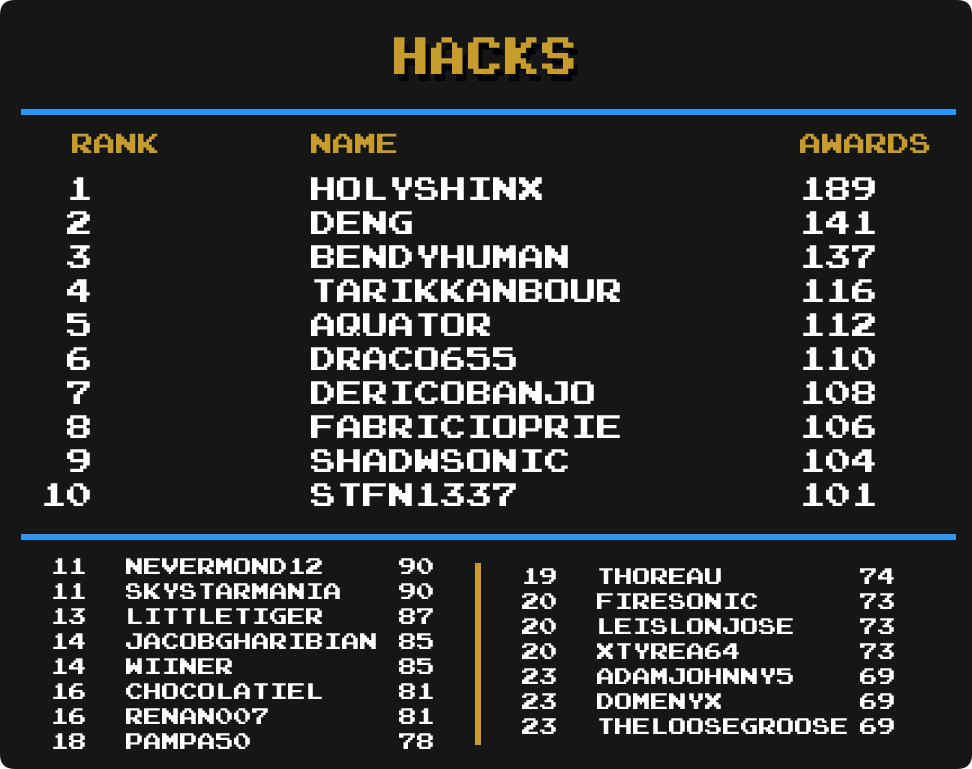 HACKS
RANK NAME AWARDS
1 HOLYSHINX 189
2 DENG 141
3 BENDYHUMAN 137
4 TARIKKANBOUR 116
5 AQUATOR 112
6 DRACO655 110
7 DERICOBANJO 108
8 FABRICIOPRIE 106
9 SHADWSONIC 104
10 STFN1337 101
11 NEVERMOND12 90
11 SKYSTARMANIA 90
13 LITTLETIGER 87
14 JACOBGHARIBIAN 85
14 WIINER 85
16 CHOCOLATIEL 81
16 RENAN007 81
18 PAMPA50 78
19 THOREAU 74
20 FIRESONIC 73
20 LEISLONJOSE 73
20 XTYREA64 73
23 ADAMJOHNNY5 69
23 DOMENYX 69
23 THELOOSEGROOSE 69